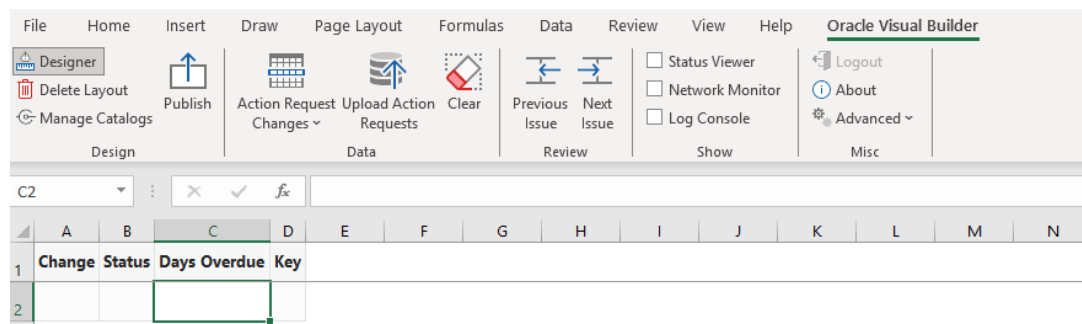 File Home Insert Draw Page Layout Formulas Data Review View Help Oracle Visual Builder
Designer
Delete Layout
Manage Catalogs
Design
Publish
Action Request
Changes
Upload Action
Requests
Clear
Data
Previous
Issue
Next
Issue
Review
Status Viewer
Network Monitor
Log Console
Show
Logout
About
Advanced
Misc
C2 fx
A B C D E F G H I J K L M N
1 Change Status Days Overdue Key
2